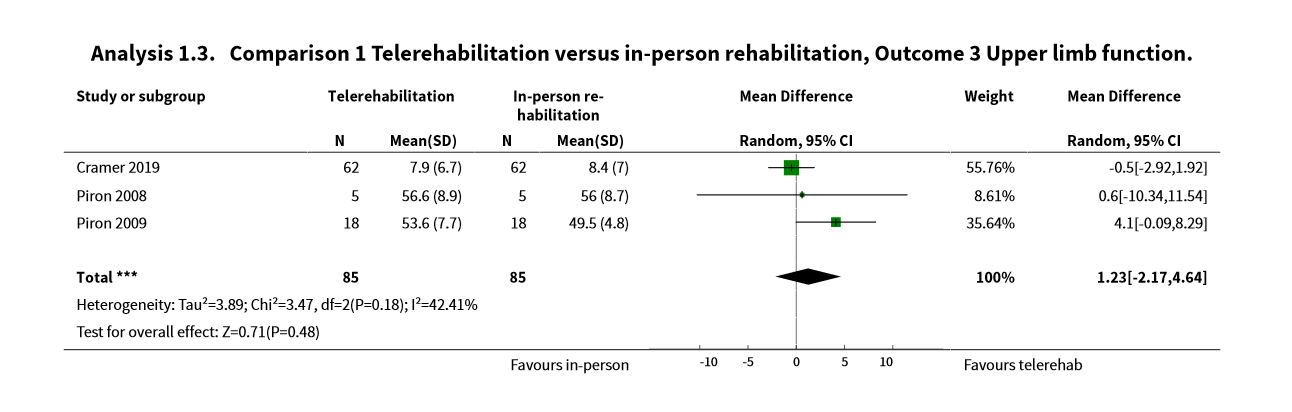 Analysis 1.3. Comparison 1 Telerehabilitation versus in-person rehabilitation, Outcome 3 Upper limb function.
Study or subgroup Telerehabilitation In-person re- Mean Difference Weight Mean Difference
habilitation
N Mean(SD) N Mean(SD) Random, 95% CI Random, 95% CI
Cramer 2019 62 7.9 (6.7) 62 8.4 (7) 55.76% -0.5[-2.92,1.92]
Piron 2008 5 56.6 (8.9) 5 56 (8.7) 8.61% 0.6[-10.34,11.54]
Piron 2009 18 53.6 (7.7) 18 49.5 (4.8) 35.64% 4.1[-0.09,8.29]
Total *** 85 85 100% 1.23[-2.17,4.64]
Heterogeneity: Tau²=3.89; Chi²=3.47, df=2(P=0.18); I²=42.41%
Test for overall effect: Z=0.71(P=0.48)
Favours in-person -10 -5 0 5 10 Favours telerehab